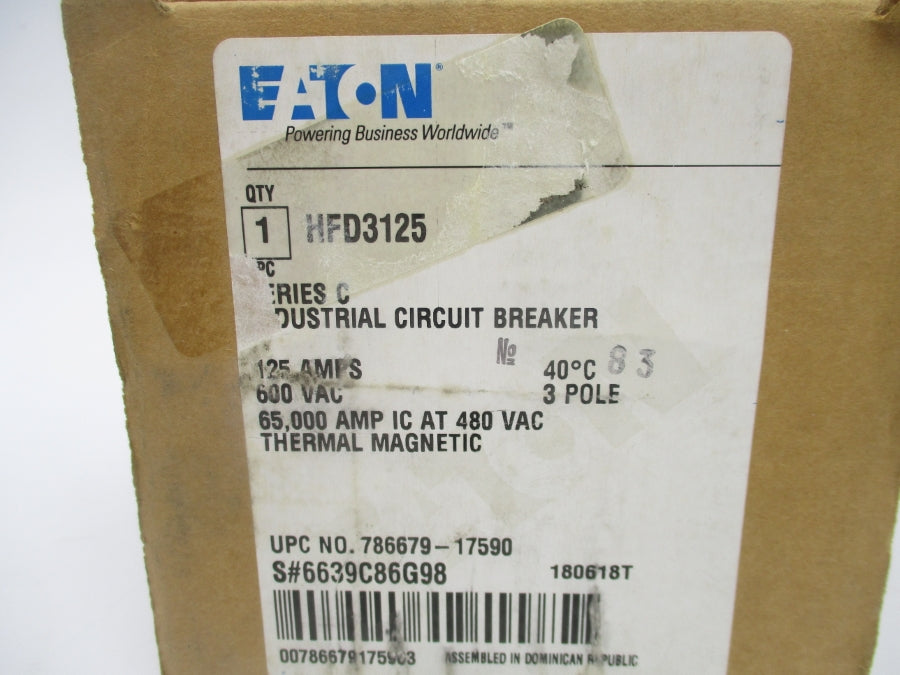 EATON®
Powering Business Worldwide™
QTY
1 HFD3125
PC
ERIES C
DUSTRIAL CIRCUIT BREAKER
№ 83
125 AMPS 40°C
600 VAC 3 POLE
65,000 AMP IC AT 480 VAC
THERMAL MAGNETIC
UPC NO. 786679-17590
S#6639C86G98 180618T
ASSEMBLED IN DOMINICAN REPUBLIC